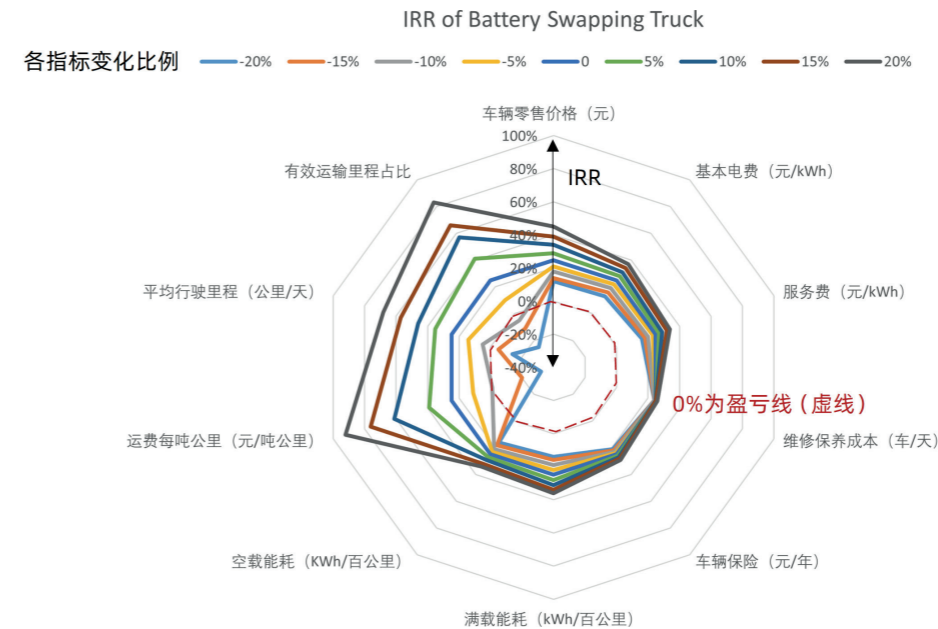 IRR of Battery Swapping Truck
各指标变化比例 -20% -15% -10% -5% 0 5% 10% 15% 20%
车辆零售价格（元）
100%
有效运输里程占比
基本电费（元/kWh）
80%
IRR
60%
40%
平均行驶里程（公里/天）
服务费（元/kWh）
20%
0%
-20%
-40%
0%为盈亏线（虚线）
运费每吨公里（元/吨公里）
维修保养成本（车/天）
空载能耗（KWh/百公里）
车辆保险（元/年）
满载能耗（kWh/百公里）